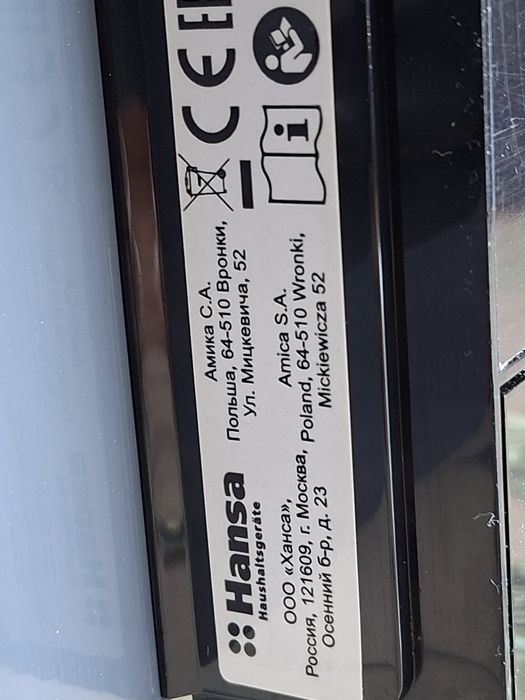 Hansa
Haushaltsgeräte
ООО «Ханса»,
Россия, 121609, г. Москва,
Осенний б-р, д. 23
Амика С.А.
Польша, 64-510 Вронки,
Ул. Мицкевича, 52
Amica S.A.
Poland, 64-510 Wronki,
Mickiewicza 52
CE